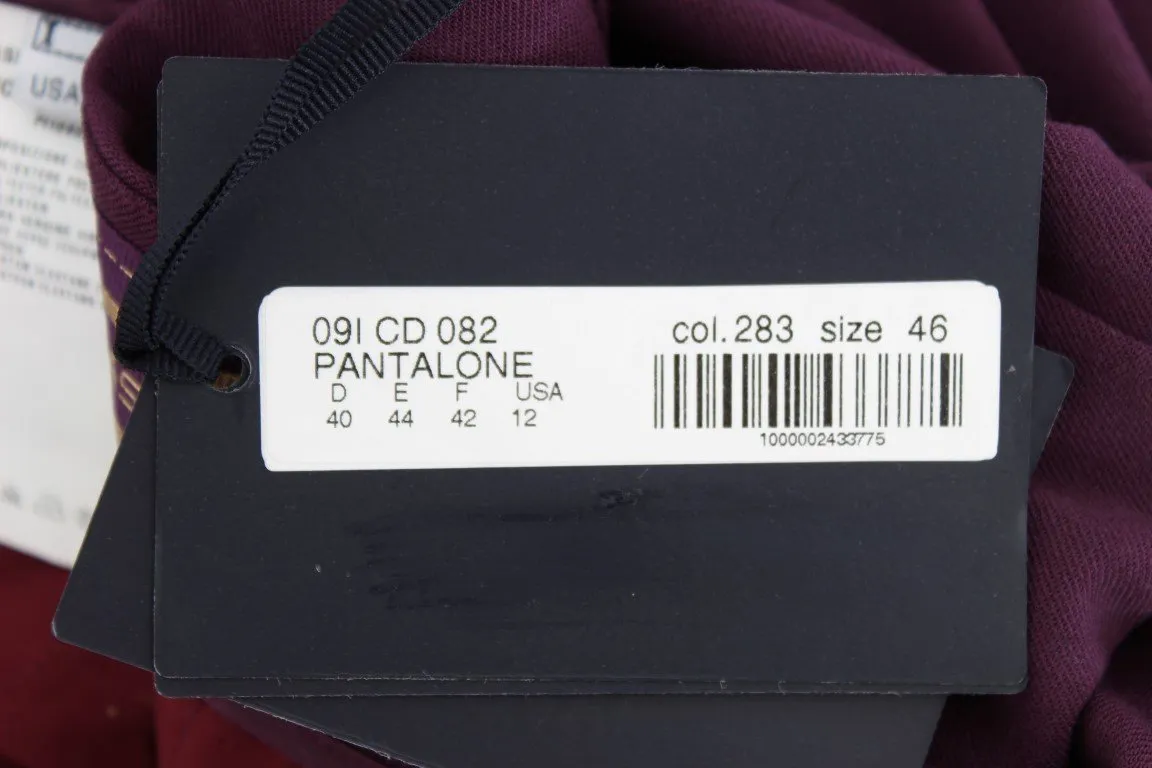 09I CD 082
PANTALONE
D E F USA
40 44 42 12
col.283 size 46
1000002433775
USA